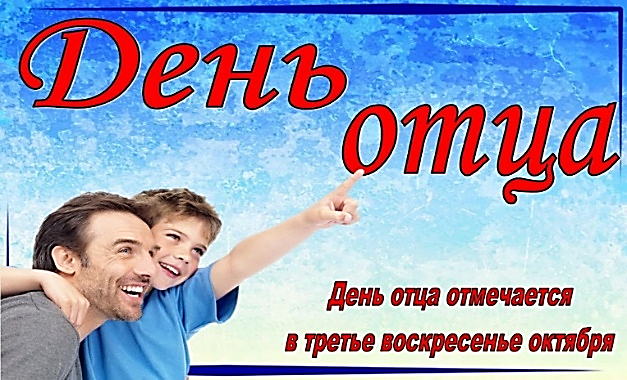 День
отца
День отца отмечается
в третье воскресенье октября